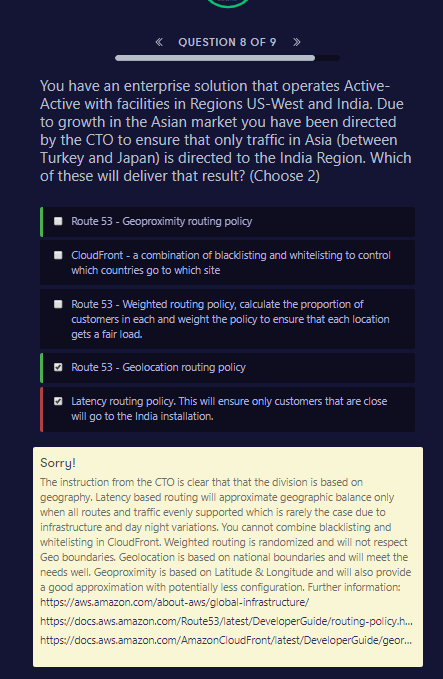 QUESTION 8 OF 9
You have an enterprise solution that operates Active-
Active with facilities in Regions US-West and India. Due
to growth in the Asian market you have been directed
by the CTO to ensure that only traffic in Asia (between
Turkey and Japan) is directed to the India Region. Which
of these will deliver that result? (Choose 2)
Route 53 - Geoproximity routing policy
CloudFront - a combination of blacklisting and whitelisting to control
which countries go to which site
Route 53 - Weighted routing policy, calculate the proportion of
customers in each and weight the policy to ensure that each location
gets a fair load.
Route 53 - Geolocation routing policy
Latency routing policy. This will ensure only customers that are close
will go to the India installation.
Sorry!
The instruction from the CTO is clear that that the division is based on
geography. Latency based routing will approximate geographic balance only
when all routes and traffic evenly supported which is rarely the case due to
infrastructure and day night variations. You cannot combine blacklisting and
whitelisting in CloudFront. Weighted routing is randomized and will not respect
Geo boundaries. Geolocation is based on national boundaries and will meet the
needs well. Geoproximity is based on Latitude & Longitude and will also provide
a good approximation with potentially less configuration. Further information:
https://aws.amazon.com/about-aws/global-infrastructure/
https://docs.aws.amazon.com/Route53/latest/DeveloperGuide/routing-policy.h...
https://docs.aws.amazon.com/AmazonCloudFront/latest/DeveloperGuide/geor...